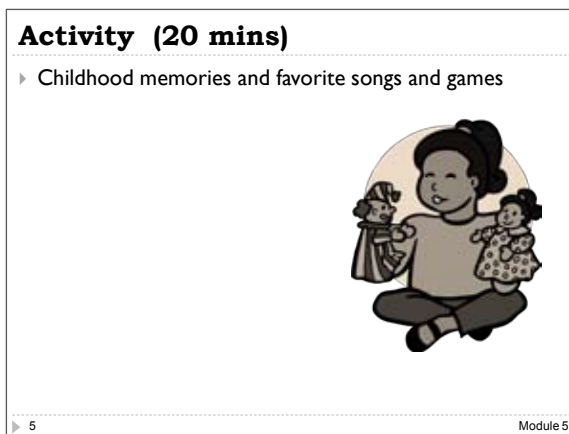 Activity (20 mins)
Childhood memories and favorite songs and games
5
Module 5